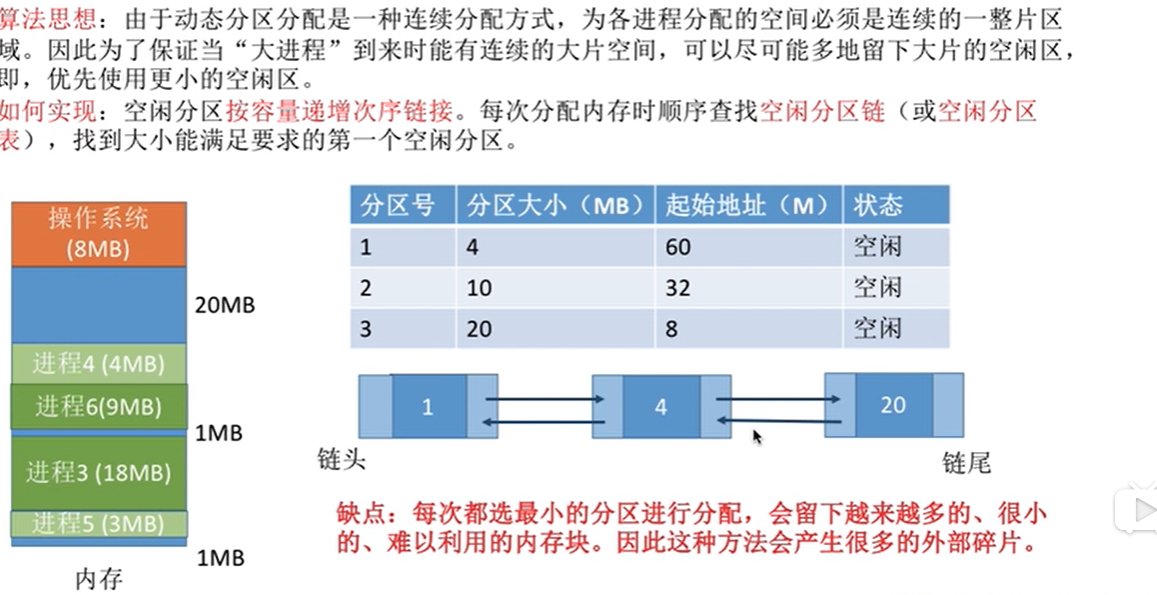 算法思想：由于动态分区分配是一种连续分配方式，为各进程分配的空间必须是连续的一整片区
域。因此为了保证当“大进程”到来时能有连续的大片空间，可以尽可能多地留下大片的空闲区，
即，优先使用更小的空闲区。
如何实现：空闲分区按容量递增次序链接。每次分配内存时顺序查找空闲分区链（或空闲分区
表），找到大小能满足要求的第一个空闲分区。
操作系统
(8MB)
20MB
进程4 (4MB)
进程6(9MB)
1MB
进程3 (18MB)
进程5 (3MB)
1MB
内存
分区号 分区大小（MB） 起始地址（M） 状态
1 4 60 空闲
2 10 32 空闲
3 20 8 空闲
1 4 20
链头 链尾
缺点：每次都选最小的分区进行分配，会留下越来越多的、很小
的、难以利用的内存块。因此这种方法会产生很多的外部碎片。